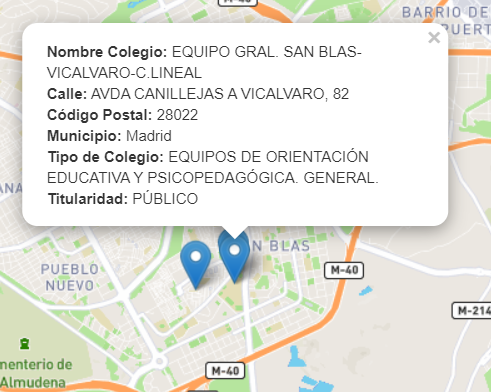 BARRIO DE
PUERT
×
Nombre Colegio: EQUIPO GRAL. SAN BLAS-
VICALVARO-C.LINEAL
Calle: AVDA CANILLEJAS A VICALVARO, 82
Código Postal: 28022
Municipio: Madrid
Tipo de Colegio: EQUIPOS DE ORIENTACIÓN
EDUCATIVA Y PSICOPEDAGÓGICA. GENERAL.
Titularidad: PÚBLICO
ANA
N BLAS
PUEBLO
NUEVO
M-40
M-214
menterio de
Almudena
M-40